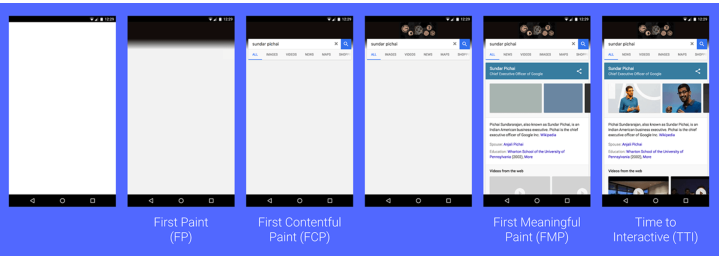 12:29
12:29
12:29
12:29
12:29
sundar pichai
ALL IMAGES VIDEOS NEWS MAPS
sundar pichai
ALL IMAGES VIDEOS NEWS MAPS
sundar pichai
ALL IMAGES VIDEOS NEWS MAPS
Sundar Pichai
Chief Executive Officer of Google
Pichai Sundararajan, also known as Sundar Pichai, is an
Indian American business executive. Pichai is the chief
executive officer of Google Inc. Wikipedia
Spouse: Anjali Pichai
Education: Wharton School of the University of
Pennsylvania (2002), More
Videos from the web
sundar pichai
ALL IMAGES VIDEOS NEWS MAPS
Sundar Pichai
Chief Executive Officer of Google
Pichai Sundararajan, also known as Sundar Pichai, is an
Indian American business executive. Pichai is the chief
executive officer of Google Inc. Wikipedia
Spouse: Anjali Pichai
Education: Wharton School of the University of
Pennsylvania (2002), More
Videos from the web
First Paint
(FP)
First Contentful
Paint (FCP)
First Meaningful
Paint (FMP)
Time to
Interactive (TTI)